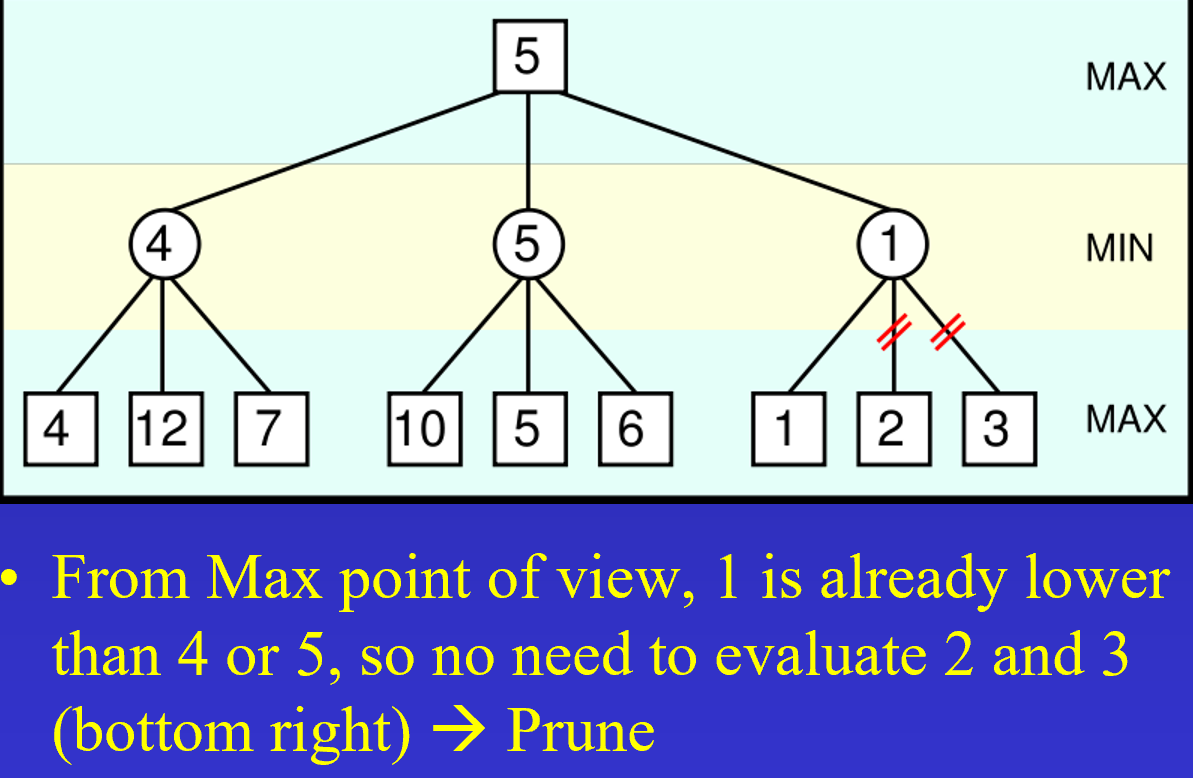 5
MAX
4 5 1
MIN
4 12 7 10 5 6 1 2 3
MAX
• From Max point of view, 1 is already lower
than 4 or 5, so no need to evaluate 2 and 3
(bottom right) → Prune